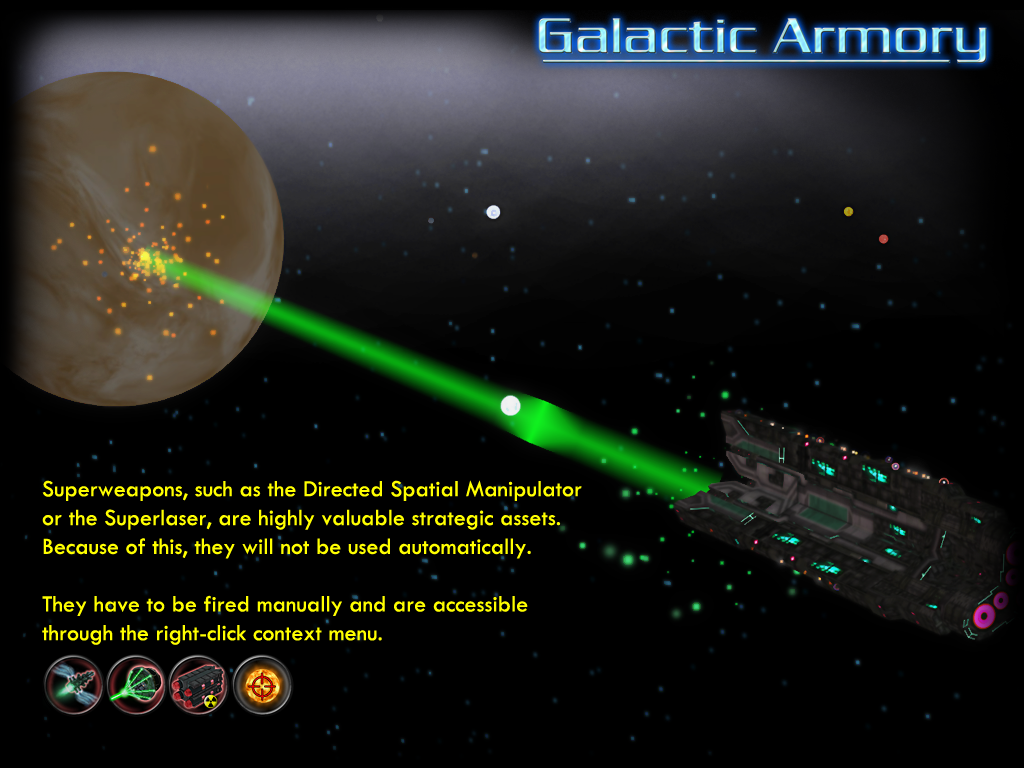 Galactic Armory
Superweapons, such as the Directed Spatial Manipulator
or the Superlaser, are highly valuable strategic assets.
Because of this, they will not be used automatically.
They have to be fired manually and are accessible
through the right-click context menu.